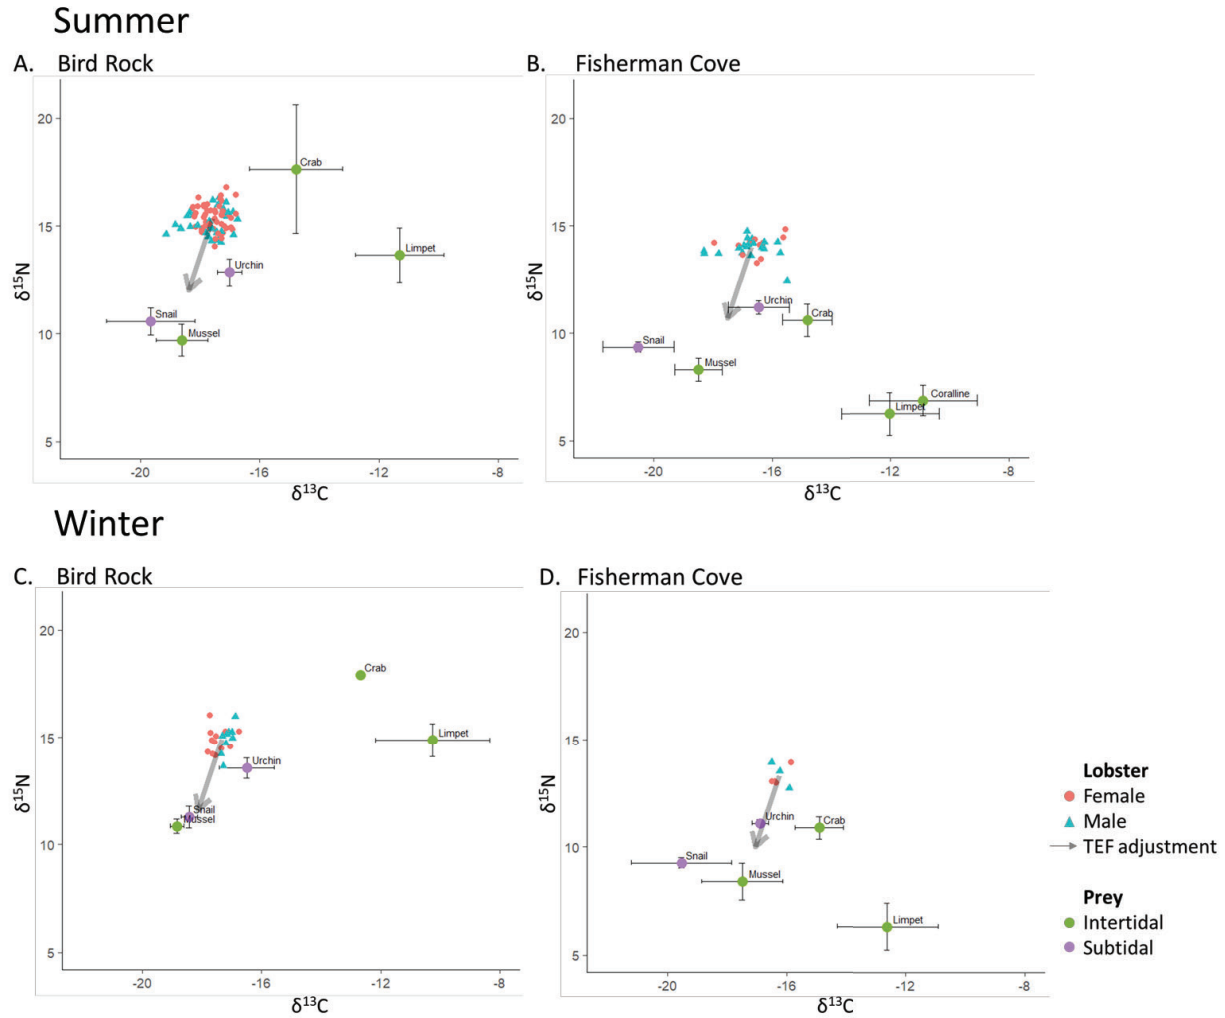 Summer
A. Bird Rock
B. Fisherman Cove
20
15
10
5
δ15N
Crab
Limpet
Urchin
Snail
Mussel
-20 -16 -12 -8
δ13C
20
15
10
5
δ15N
Urchin
Crab
Snail
Mussel
Coralline
Limpet
-20 -16 -12 -8
δ13C
Winter
C. Bird Rock
D. Fisherman Cove
20
15
10
5
δ15N
Crab
Limpet
Urchin
Snail
Mussel
-20 -16 -12 -8
δ13C
20
15
10
5
δ15N
Urchin
Crab
Snail
Mussel
Limpet
-20 -16 -12 -8
δ13C
Lobster
Female
Male
TEF adjustment
Prey
Intertidal
Subtidal